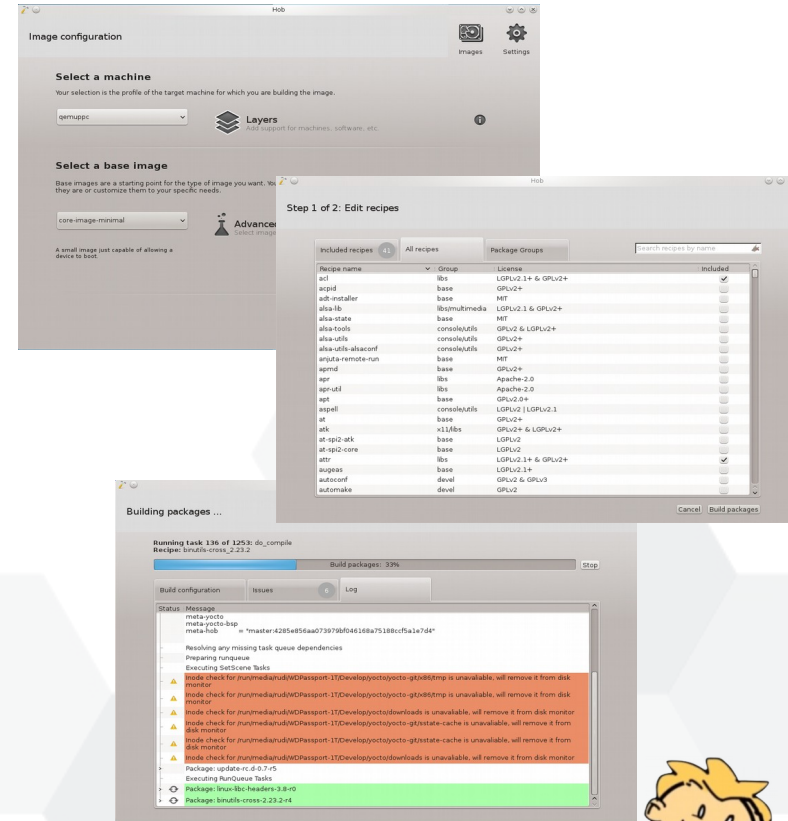 Hob
Image configuration
Images
Settings
Select a machine
Your selection is the profile of the target machine for which you are building the image.
qemuppc
Layers
Add support for machines, software, etc.
Select a base image
Base images are a starting point for the type of image you want. You
they are or customize them to your specific needs.
core-image-minimal
Advanced
Select image
A small image just capable of allowing a
device to boot.
Hob
Step 1 of 2: Edit recipes
Included recipes 41
All recipes
Package Groups
Search recipes by name
Recipe name Group License Included
acl libs LGPLv2.1+ & GPLv2+
acpid base GPLv2+
adt-installer base MIT
alsa-lib libs/multimedia LGPLv2.1 & GPLv2+
alsa-state base MIT
alsa-tools console/utils GPLv2 & LGPLv2+
alsa-utils console/utils GPLv2+
alsa-utils-alsaconf console/utils GPLv2+
anjuta-remote-run base MIT
apmd base GPLv2+
apr libs Apache-2.0
apr-util libs Apache-2.0
apt base GPLv2.0+
aspell console/utils LGPLv2 | LGPLv2.1
at base GPLv2+
atk x11/libs GPLv2+ & LGPLv2+
at-spi2-atk base LGPLv2
at-spi2-core base LGPLv2
attr libs LGPLv2.1+ & GPLv2+
augeas base LGPLv2.1+
autoconf devel GPLv2 & GPLv3
automake devel GPLv2
Cancel
Build packages
Building packages ...
Running task 136 of 1253: do_compile
Recipe: binutils-cross_2.23.2
Build packages: 33%
Stop
Build configuration
Issues 6
Log
Status Message
meta-yocto
meta-yocto-bsp
meta-hob = "master:4285e856aa073979bf046168a75188ccf5a1e7d4"
Resolving any missing task queue dependencies
Preparing runqueue
Executing SetScene Tasks
Inode check for /run/media/rudi/WDPassport-1T/Develop/yocto/yocto-git/x86/tmp is unavaliable, will remove it from disk
monitor
Inode check for /run/media/rudi/WDPassport-1T/Develop/yocto/yocto-git/x86/tmp is unavaliable, will remove it from disk
monitor
Inode check for /run/media/rudi/WDPassport-1T/Develop/yocto/downloads is unavaliable, will remove it from disk monitor
Inode check for /run/media/rudi/WDPassport-1T/Develop/yocto/yocto-git/sstate-cache is unavaliable, will remove it from
disk monitor
Inode check for /run/media/rudi/WDPassport-1T/Develop/yocto/yocto-git/sstate-cache is unavaliable, will remove it from
disk monitor
Inode check for /run/media/rudi/WDPassport-1T/Develop/yocto/downloads is unavaliable, will remove it from disk monitor
Package: update-rc.d-0.7-r5
Executing RunQueue Tasks
Package: linux-libc-headers-3.8-r0
Package: binutils-cross-2.23.2-r4